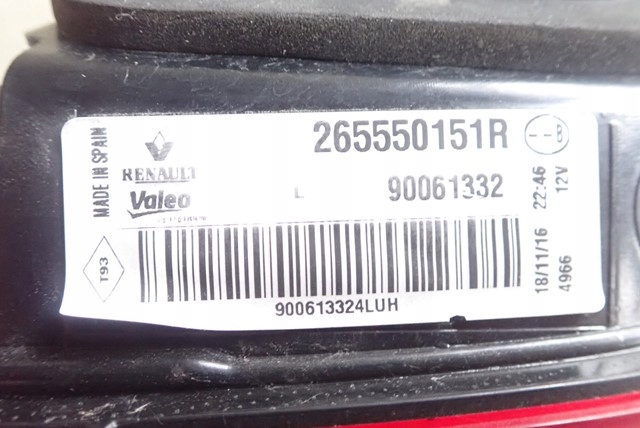 MADE IN SPAIN
RENAULT
Valeo
T93
265550151R
L 90061332
900613324LUH
--B
12V
22:46
18/11/16
4966